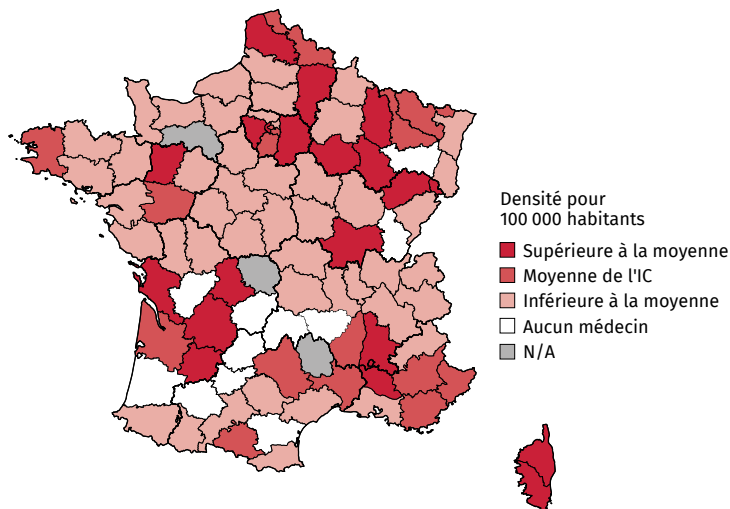 Densité pour
100 000 habitants
Supérieure à la moyenne
Moyenne de l'IC
Inférieure à la moyenne
Aucun médecin
N/A